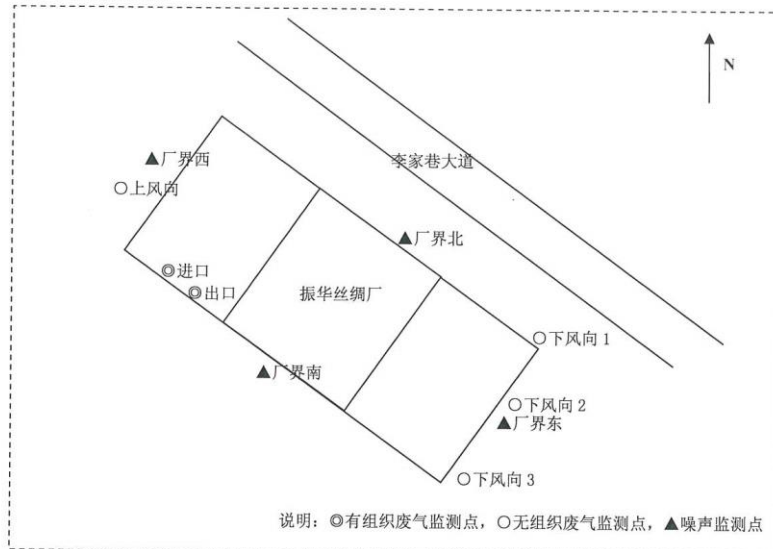 N
李家巷大道
▲厂界西
○上风向
▲厂界北
◎进口
◎出口
振华丝绸厂
○下风向 1
▲厂界南
○下风向 2
▲厂界东
○下风向 3
说明：◎有组织废气监测点，○无组织废气监测点，▲噪声监测点